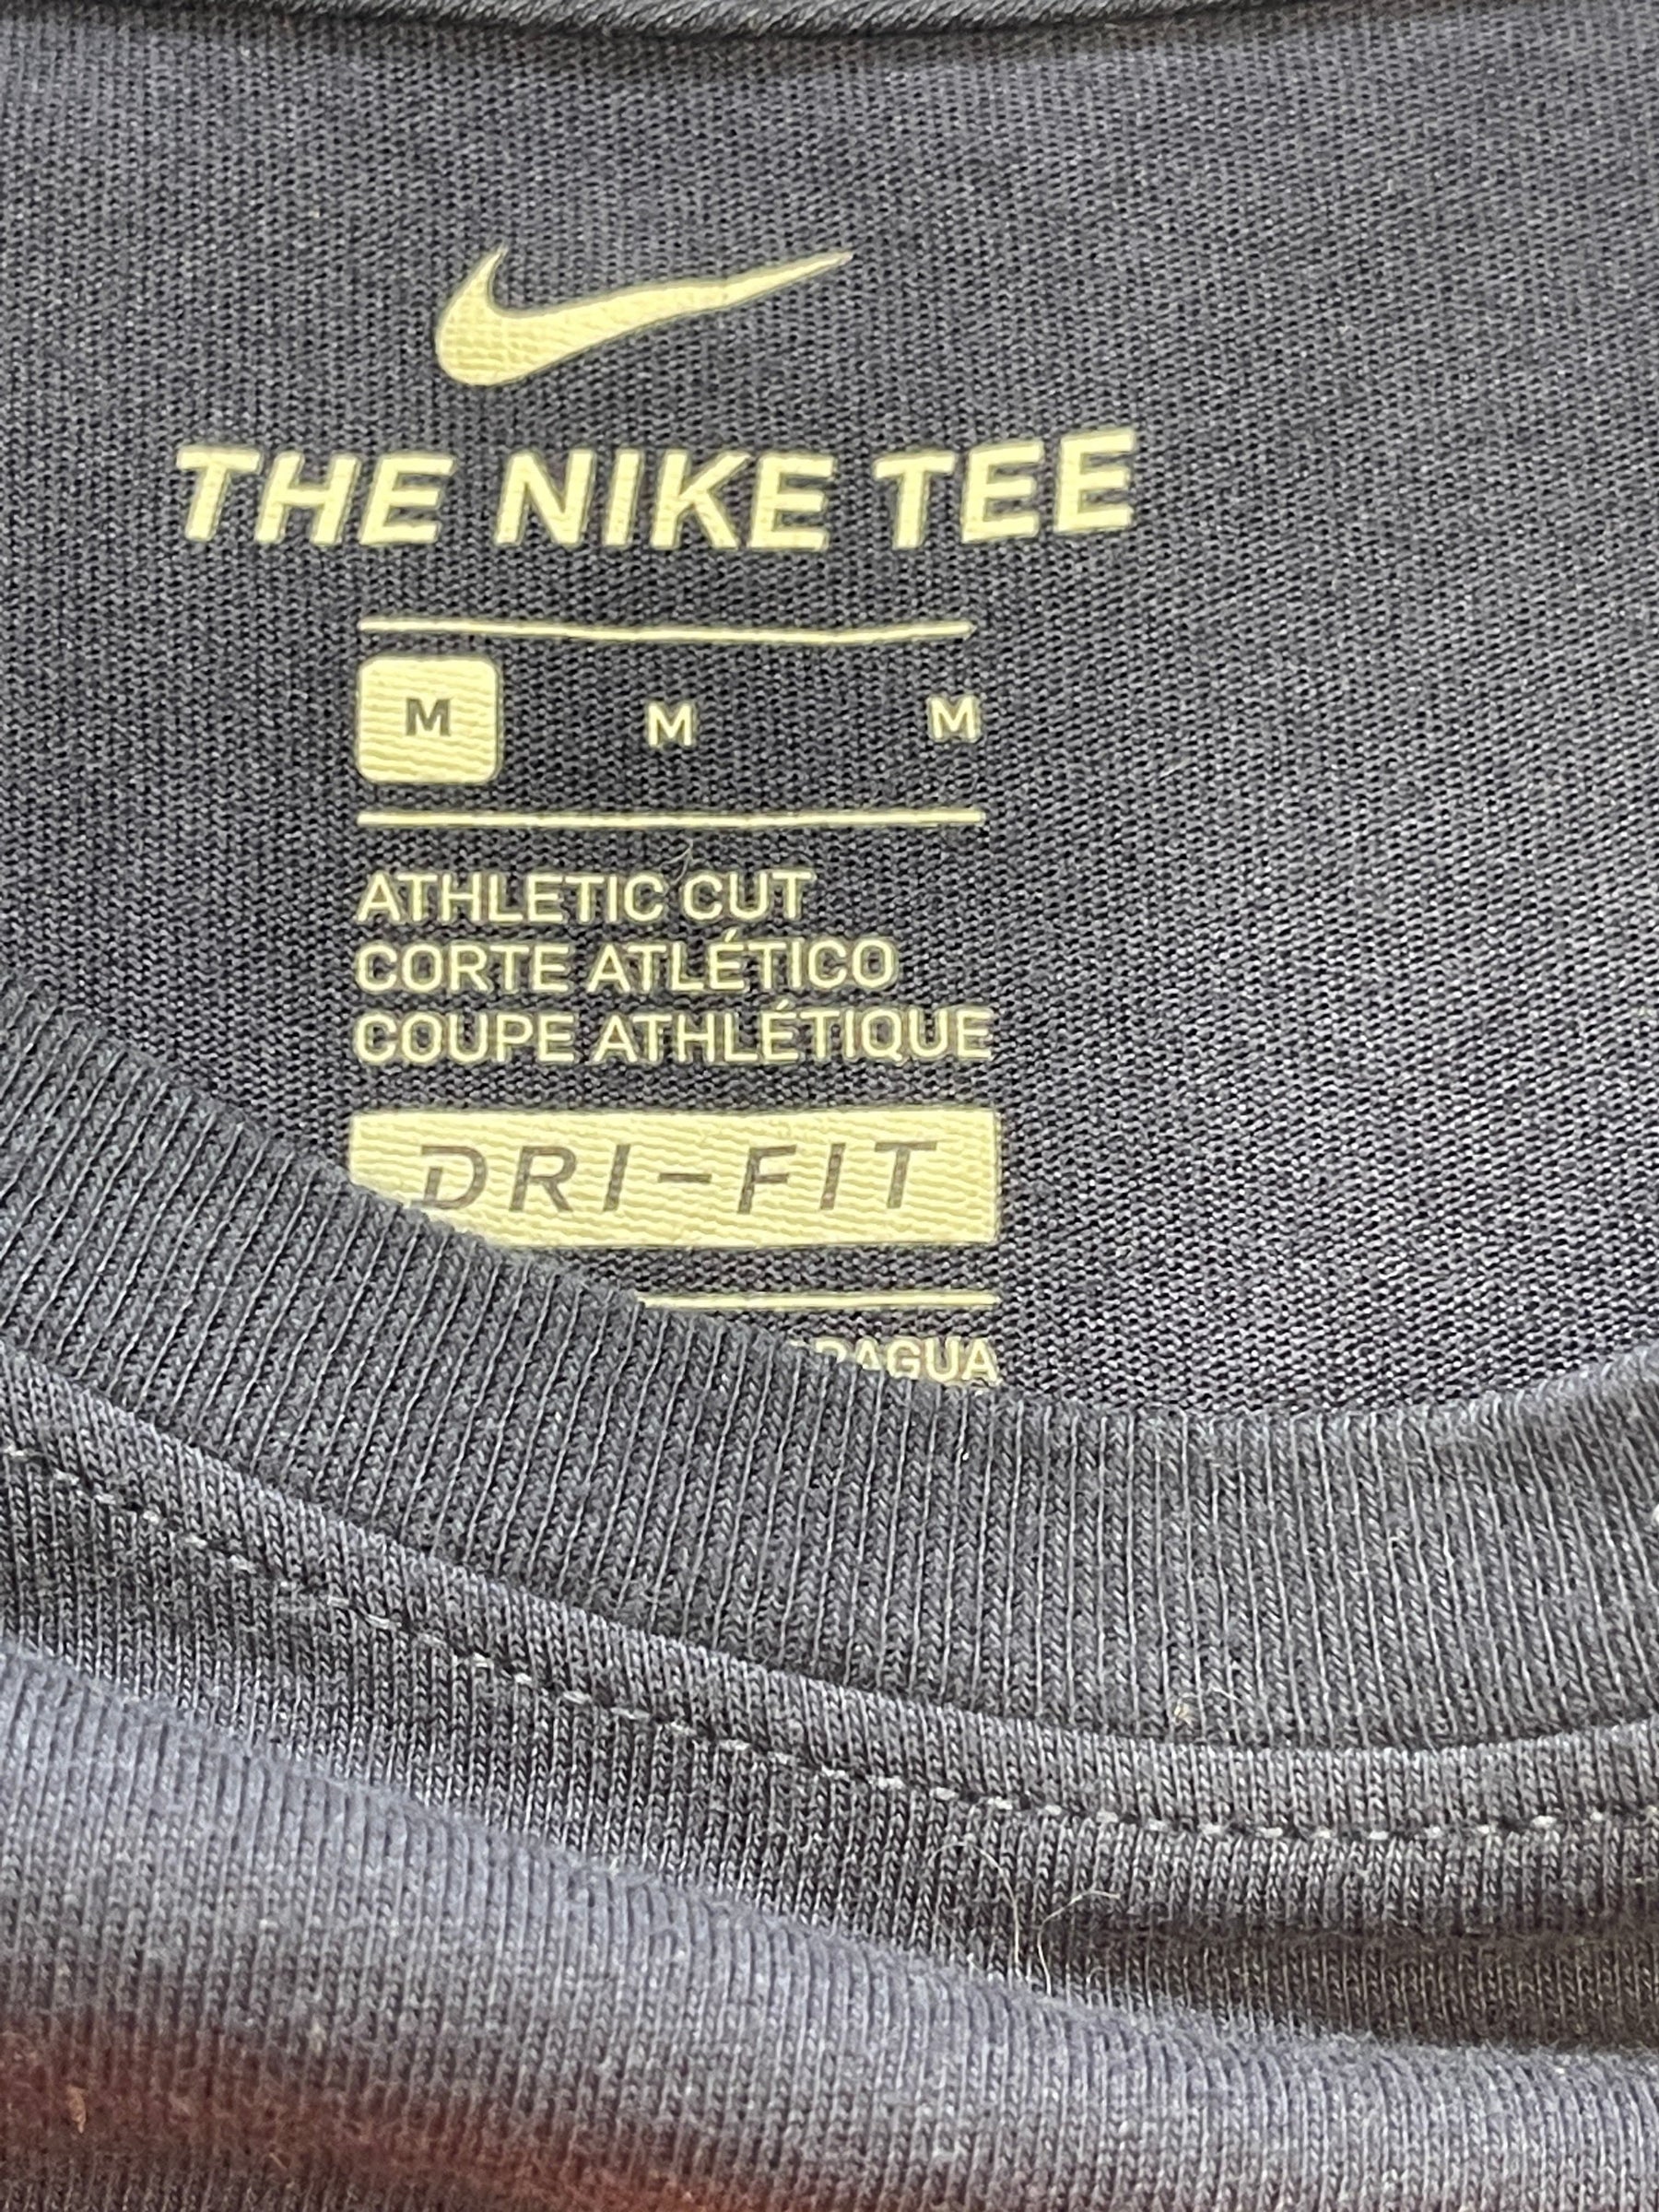 THE NIKE TEE
M M M
ATHLETIC CUT
CORTE ATLÉTICO
COUPE ATHLÉTIQUE
DRI-FIT